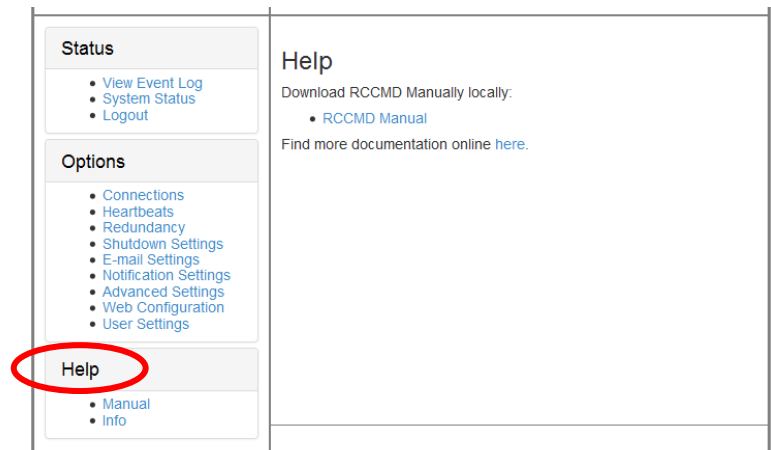 Status
View Event Log
System Status
Logout
Options
Connections
Heartbeats
Redundancy
Shutdown Settings
E-mail Settings
Notification Settings
Advanced Settings
Web Configuration
User Settings
Help
Manual
Info
Help
Download RCCMD Manually locally:
RCCMD Manual
Find more documentation online here.